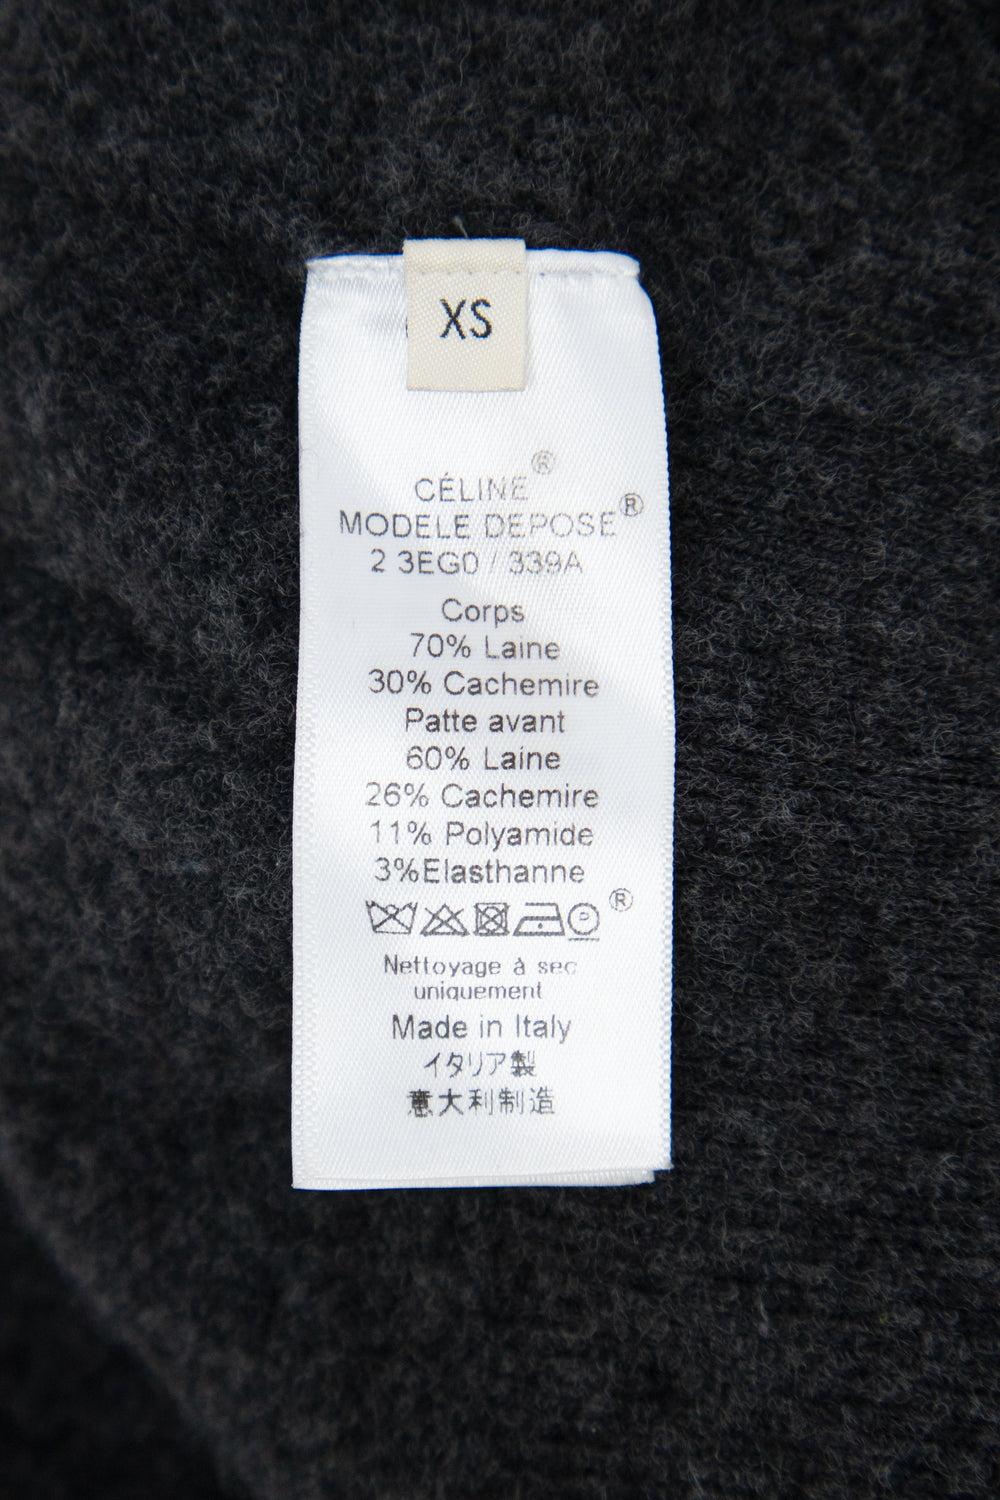 XS
CÉLINE®
MODELE DEPOSE®
2 3EG0 / 339A
Corps
70% Laine
30% Cachemire
Patte avant
60% Laine
26% Cachemire
11% Polyamide
3%Elasthanne
P ®
Nettoyage à sec
uniquement
Made in Italy
イタリア製
意大利制造